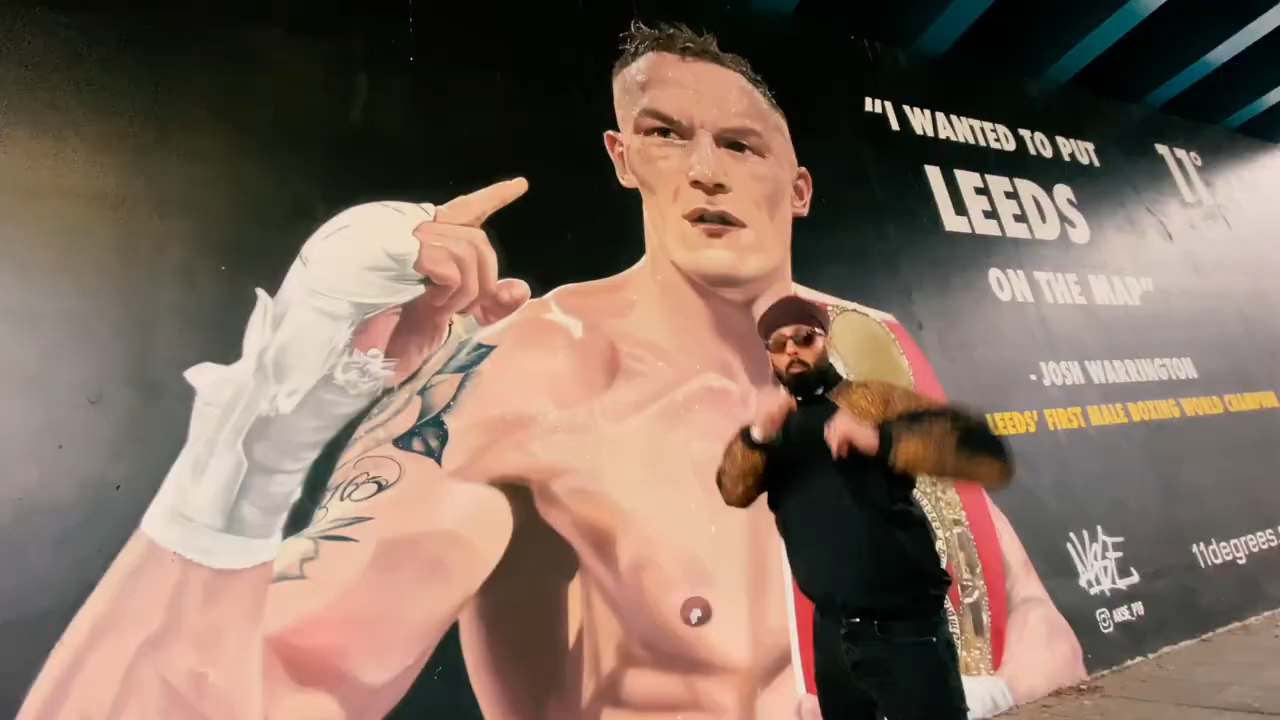 "I WANTED TO PUT
LEEDS
ON THE MAP"
11°
- JOSH WARRINGTON
LEEDS' FIRST MALE BOXING WORLD CHAMPION
11degrees.